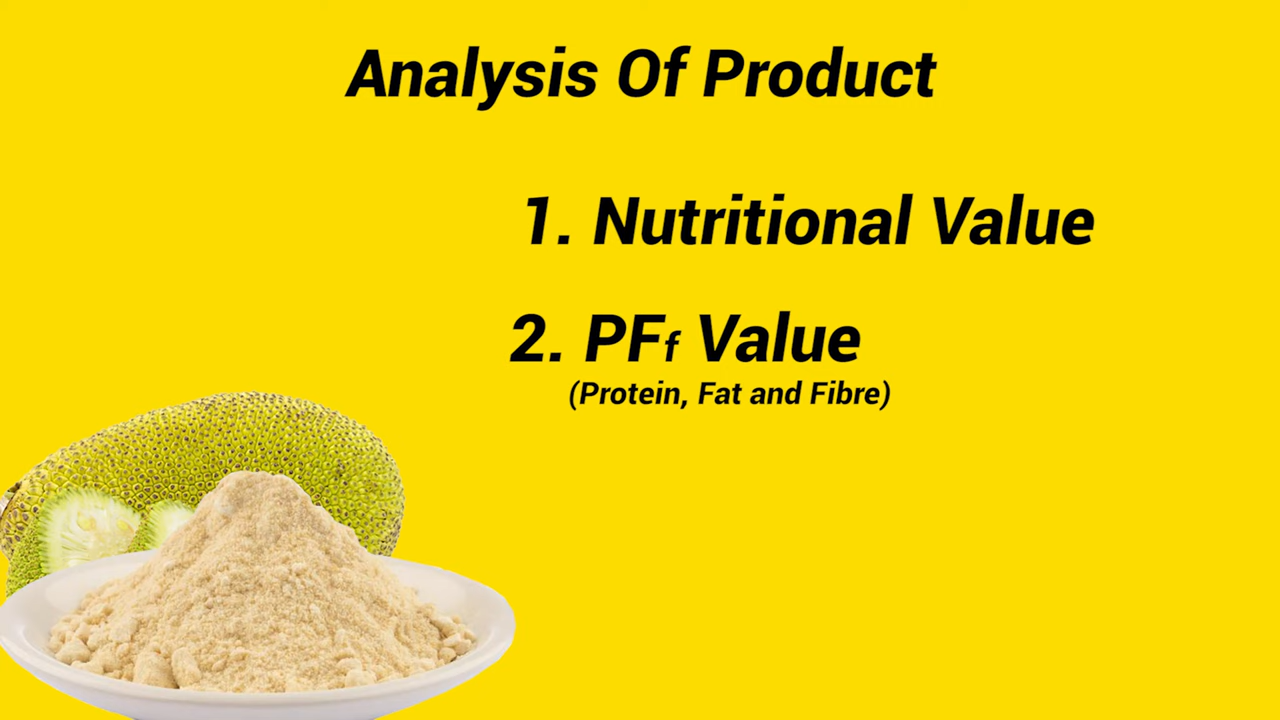 Analysis Of Product
1. Nutritional Value
2. PFf Value
(Protein, Fat and Fibre)